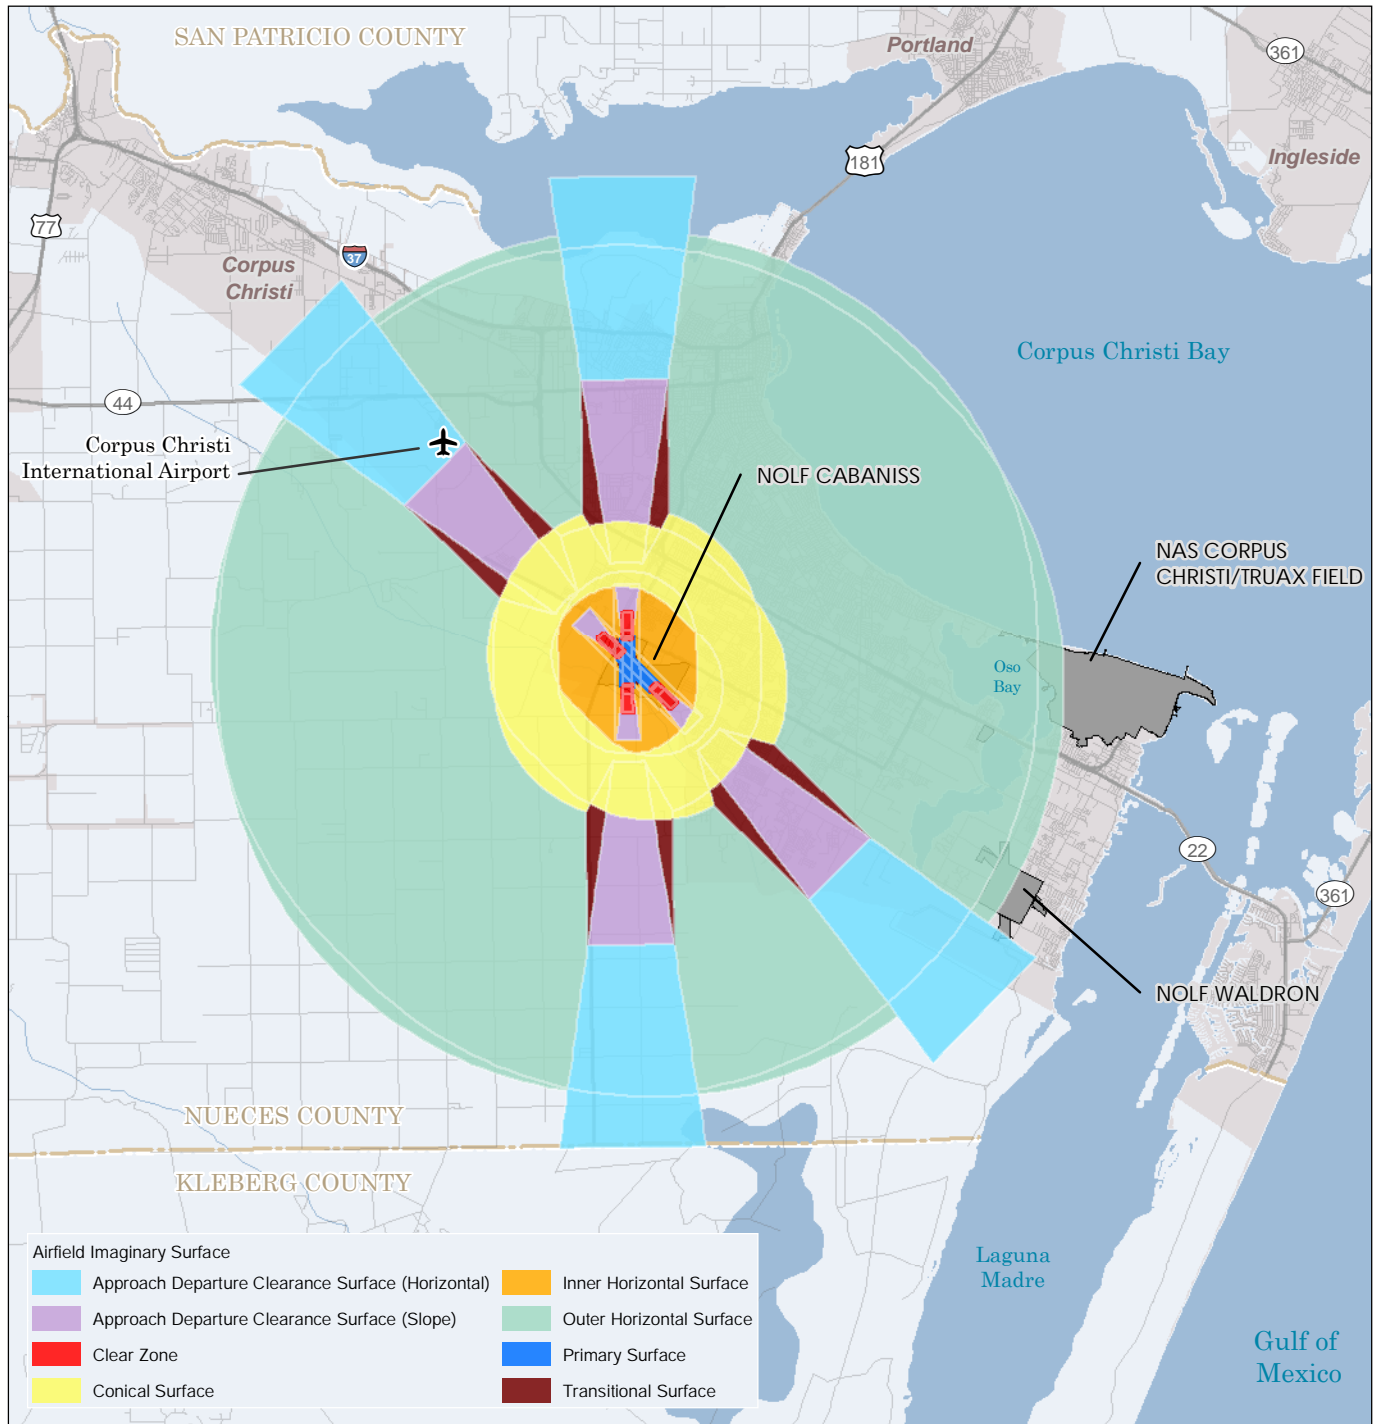 SAN PATRICIO COUNTY
Portland
361
181
Ingleside
77
37
Corpus
Christi
Corpus Christi Bay
44
Corpus Christi
International Airport
NOLF CABANISS
NAS CORPUS
CHRISTI/TRUAX FIELD
Oso
Bay
22
361
NOLF WALDRON
NUECES COUNTY
KLEBERG COUNTY
Laguna
Madre
Gulf of
Mexico
Airfield Imaginary Surface
Approach Departure Clearance Surface (Horizontal)
Approach Departure Clearance Surface (Slope)
Clear Zone
Conical Surface
Inner Horizontal Surface
Outer Horizontal Surface
Primary Surface
Transitional Surface